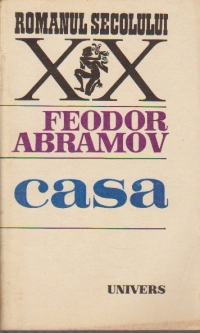 ROMANUL SECOLULUI
XX
FEODOR
ABRAMOV
casa
UNIVERS